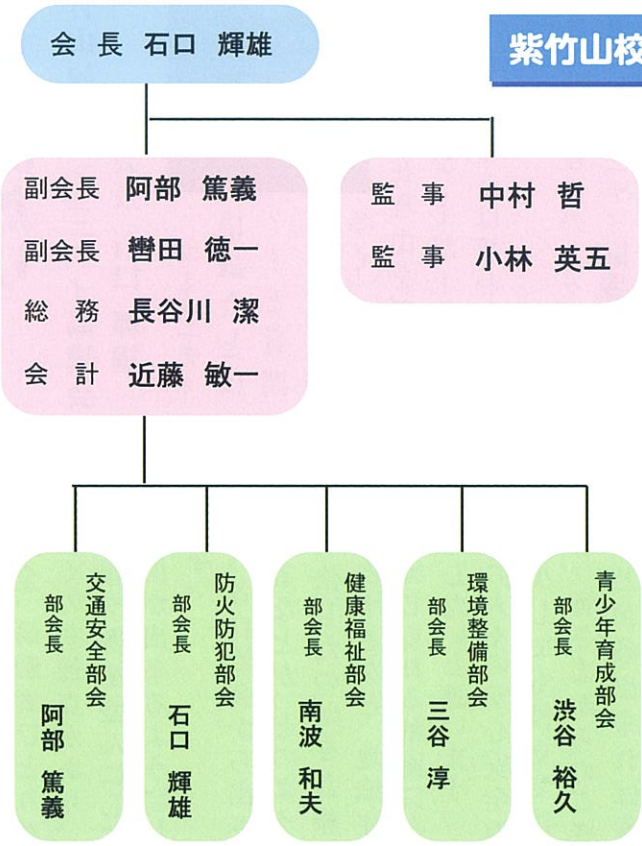 会長 石口 輝雄
紫竹山校
副会長 阿部 篤義
副会長 轡田 徳一
総務 長谷川 潔
会計 近藤 敏一
監事 中村 哲
監事 小林 英五
交通安全部会
部会長 阿部 篤義
防火防犯部会
部会長 石口 輝雄
健康福祉部会
部会長 南波 和夫
環境整備部会
部会長 三谷 淳
青少年育成部会
部会長 渋谷 裕久